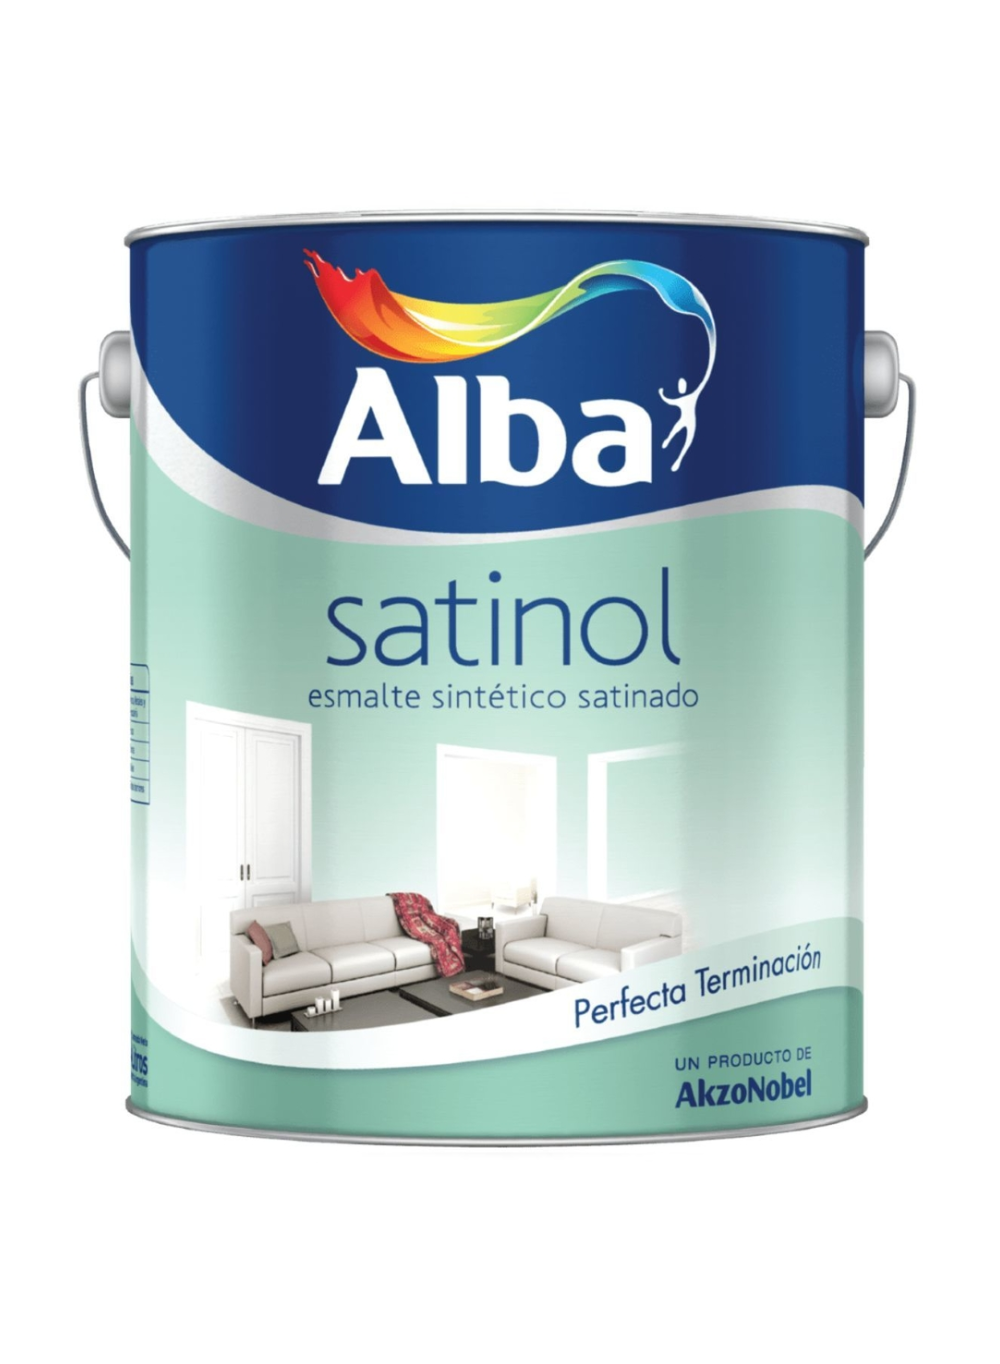 Alba
satinol
esmalte sintético satinado
Perfecta Terminación
UN PRODUCTO DE
AkzoNobel